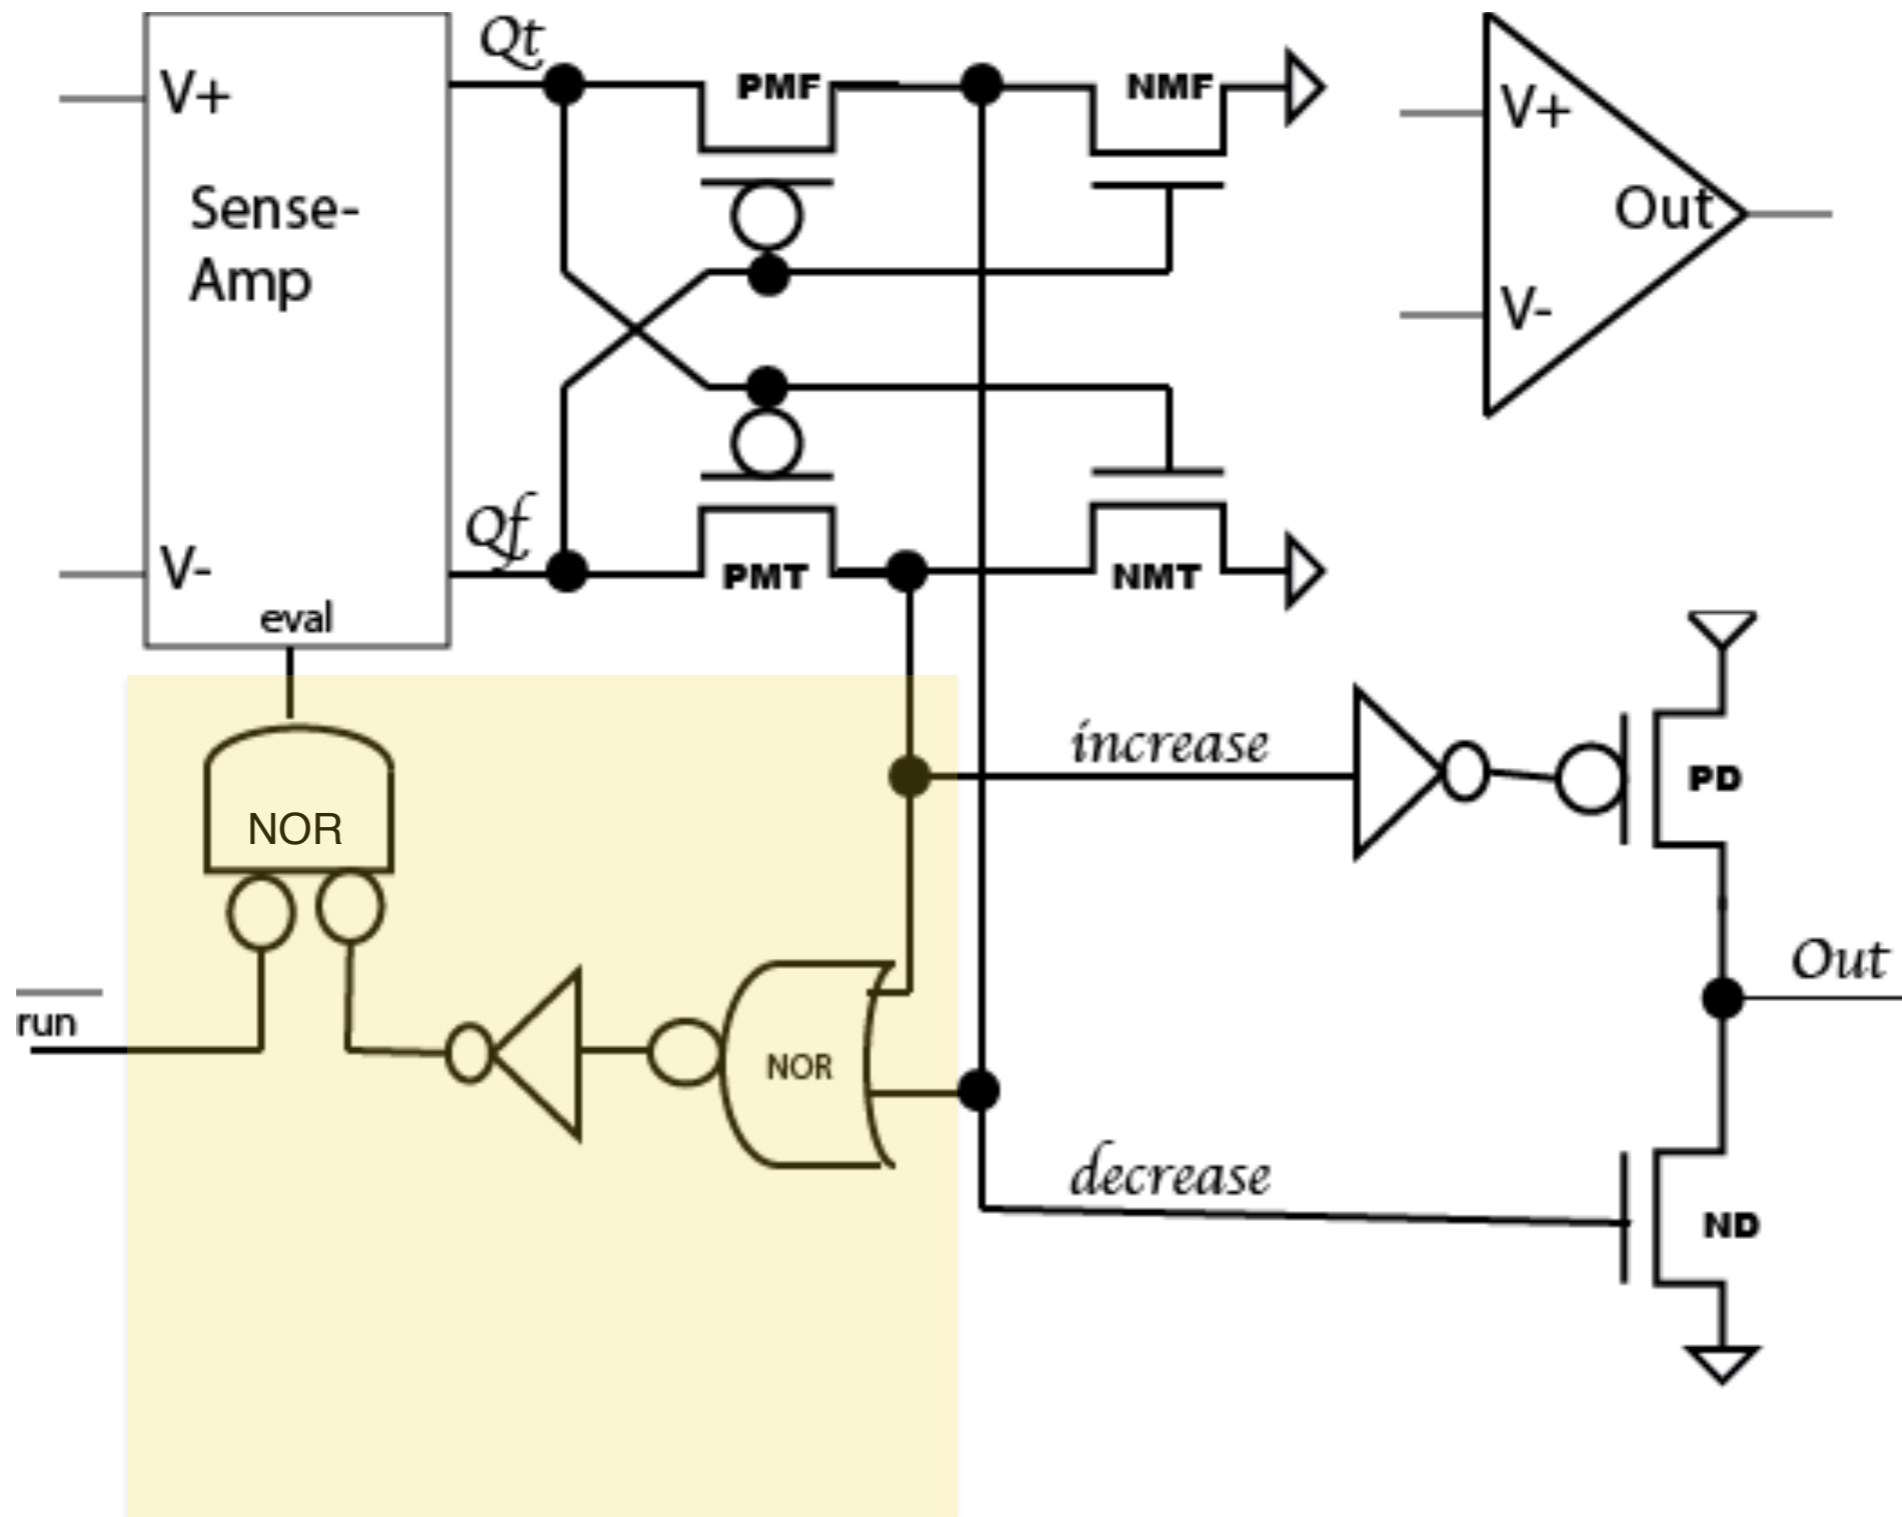 Qt
V+
PMF
NMF
V+
Sense-
Amp
Out
V-
Qf
V-
PMT
NMT
eval
increase
PD
NOR
Out
run
NOR
decrease
ND